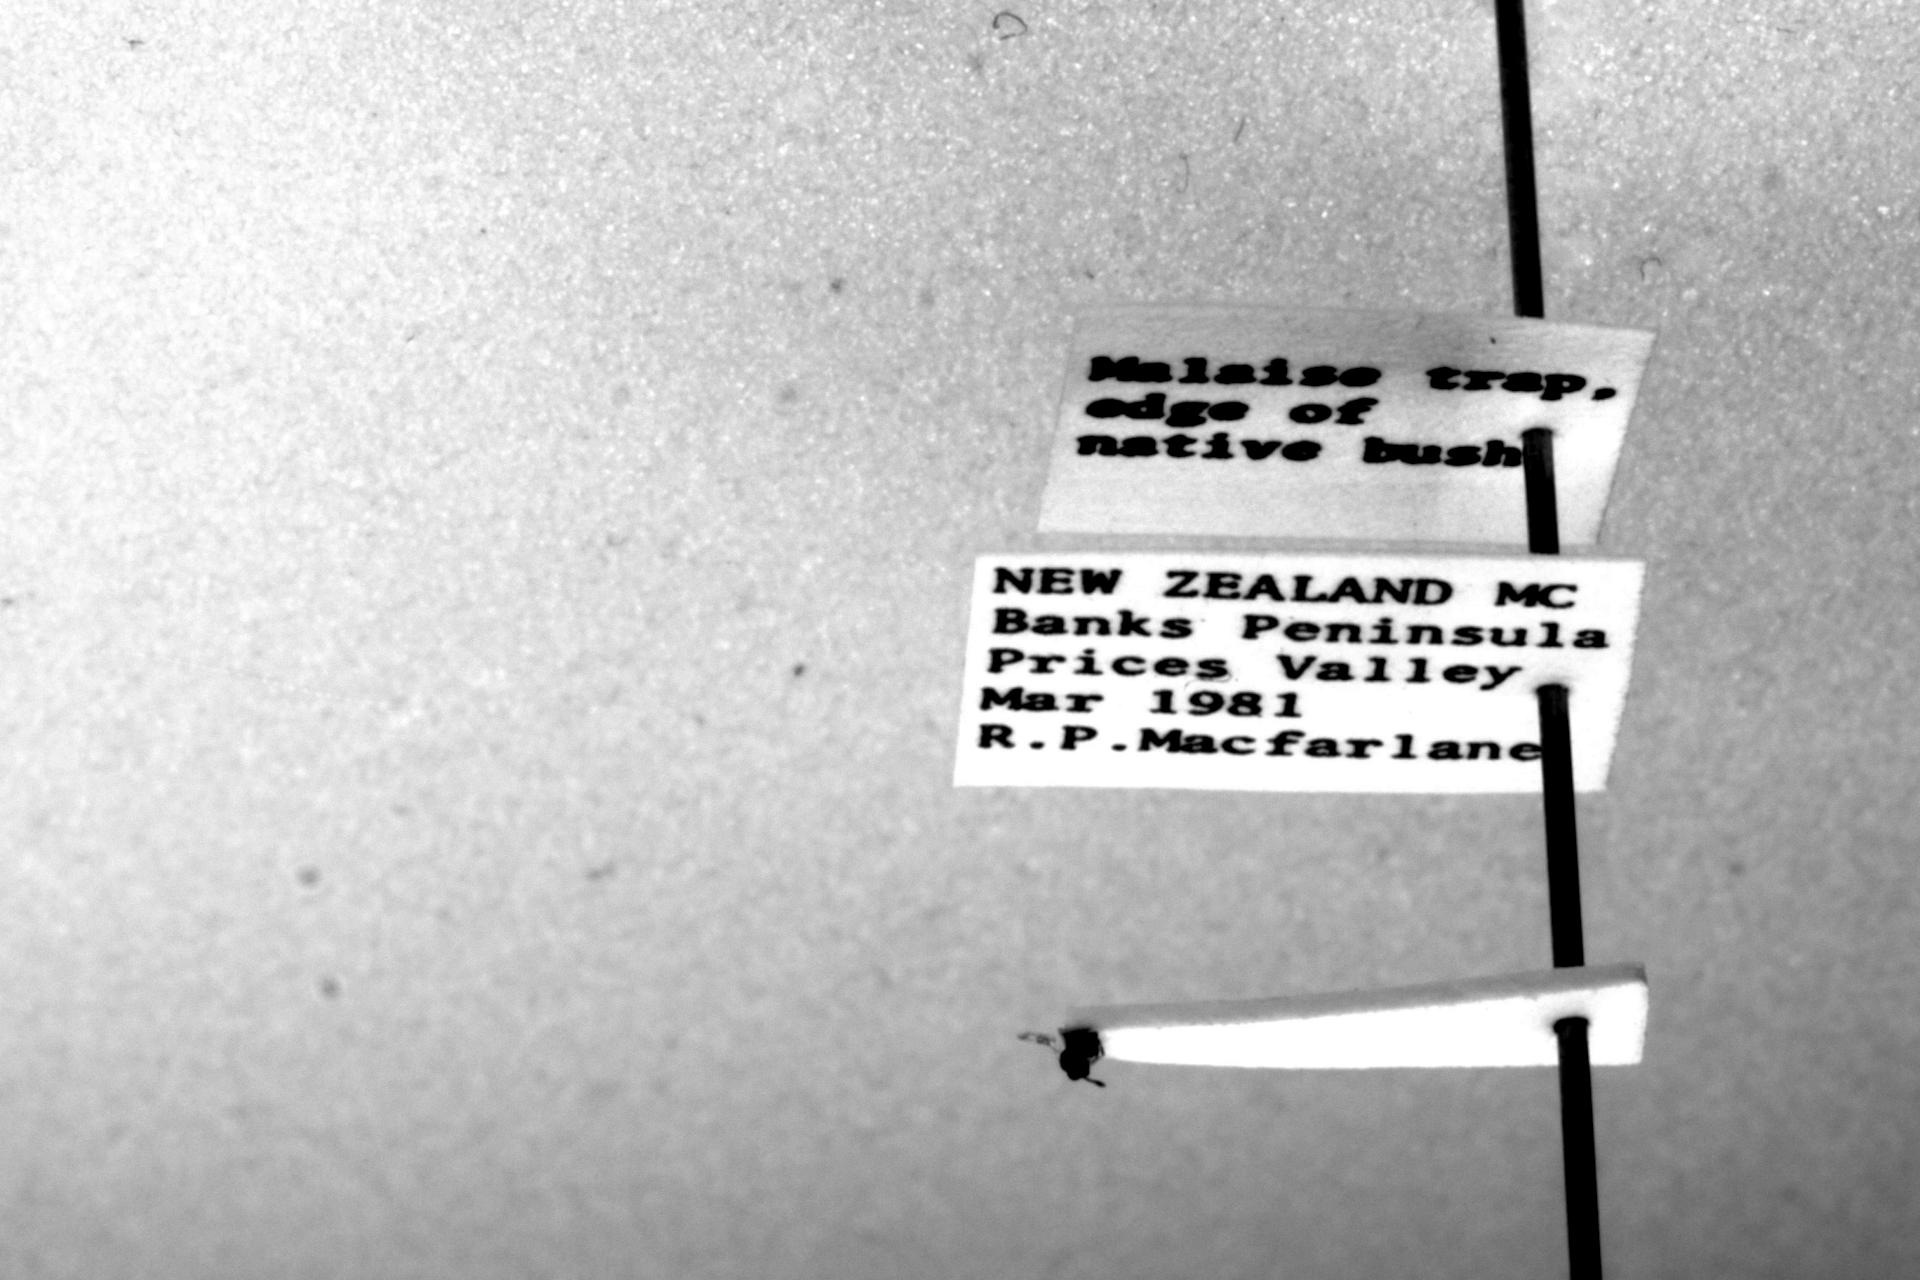 Malaise trap,
edge of
native bush
NEW ZEALAND MC
Banks Peninsula
Prices Valley
Mar 1981
R.P.Macfarlane